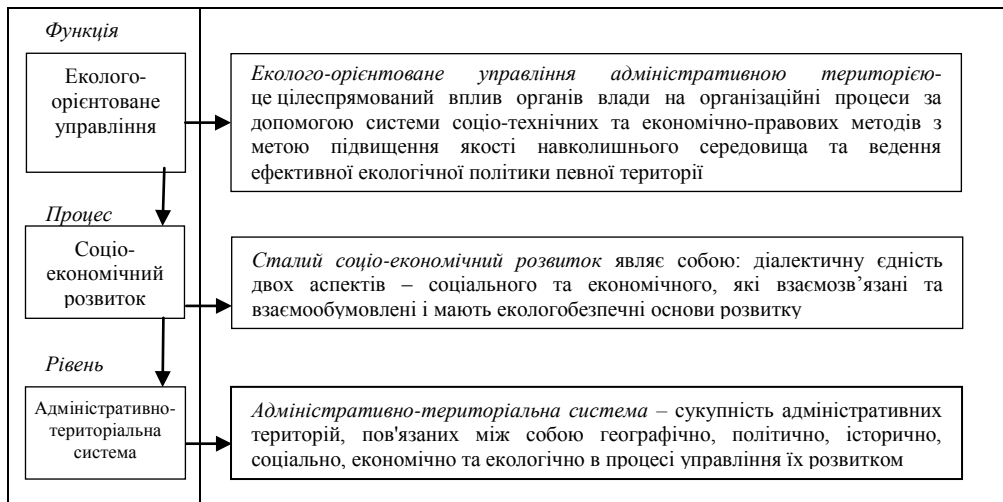 Функція
Еколого-
орієнтоване
управління
Еколого-орієнтоване управління адміністративною територією-
це цілеспрямований вплив органів влади на організаційні процеси за
допомогою системи соціо-технічних та економічно-правових методів з
метою підвищення якості навколишнього середовища та ведення
ефективної екологічної політики певної території
Процес
Соціо-
економічний
розвиток
Сталий соціо-економічний розвиток являє собою: діалектичну єдність
двох аспектів – соціального та економічного, які взаємозв’язані та
взаємообумовлені і мають екологобезпечні основи розвитку
Рівень
Адміністративно-
територіальна
система
Адміністративно-територіальна система – сукупність адміністративних
територій, пов'язаних між собою географічно, політично, історично,
соціально, економічно та екологічно в процесі управління їх розвитком